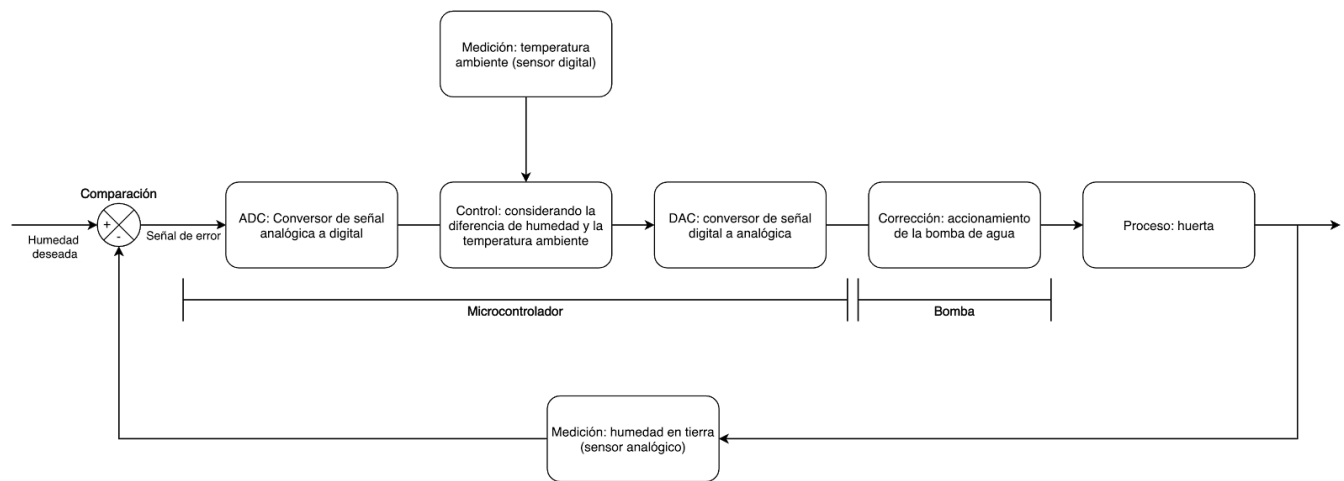 Medición: temperatura
ambiente (sensor digital)
Comparación
+
-
Humedad
deseada
Señal de error
ADC: Conversor de señal
analógica a digital
Control: considerando la
diferencia de humedad y la
temperatura ambiente
DAC: conversor de señal
digital a analógica
Corrección: accionamiento
de la bomba de agua
Proceso: huerta
Microcontrolador
Bomba
Medición: humedad en tierra
(sensor analógico)